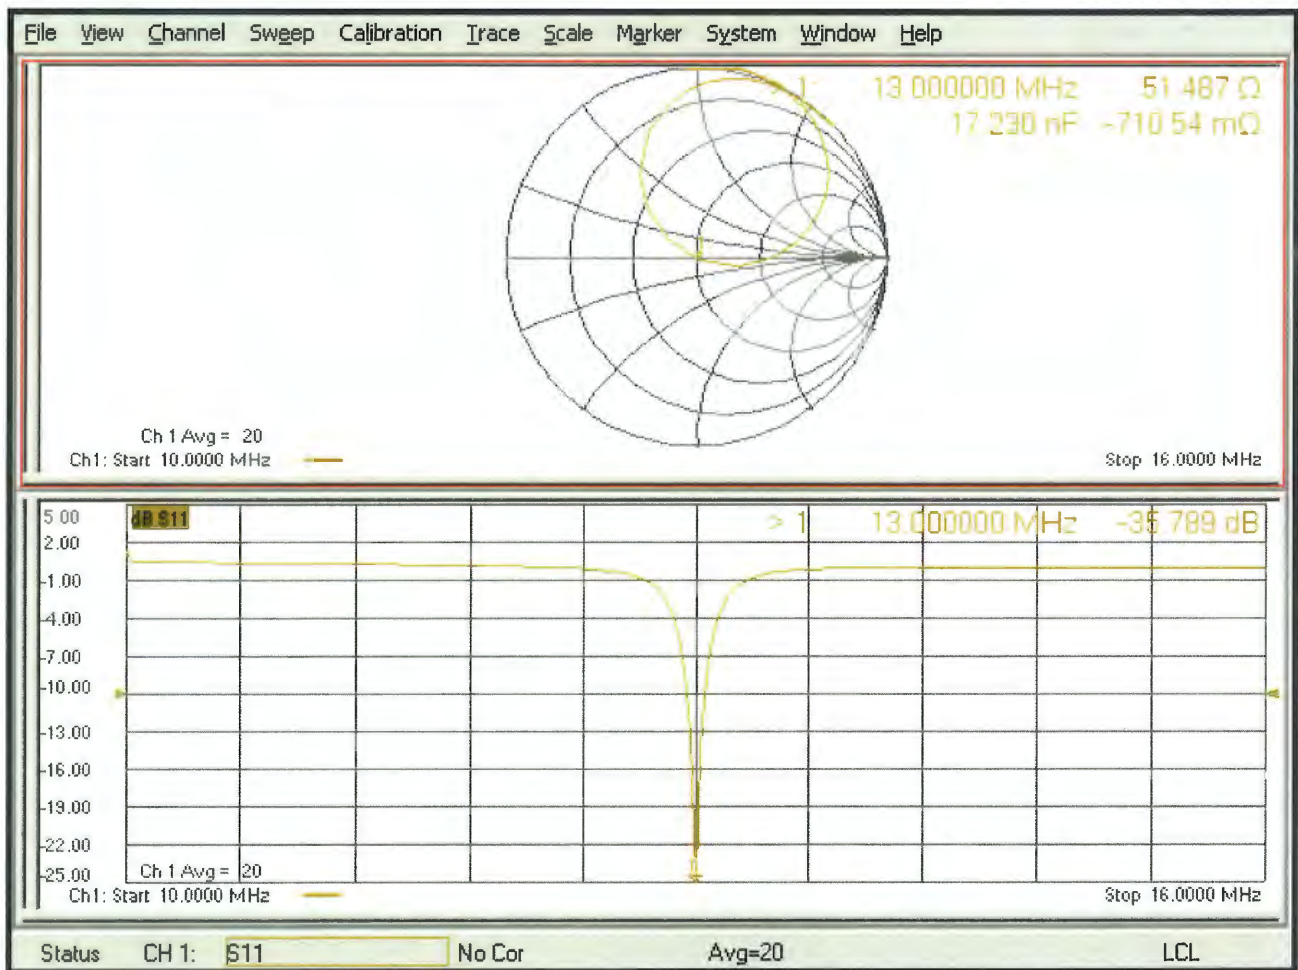 File View Channel Sweep Calibration Trace Scale Marker System Window Help
> 1: 13.000000 MHz 51.487 Ω
17.230 nF -710.54 mΩ
1
Ch 1 Avg = 20
Ch1: Start 10.0000 MHz
Stop 16.0000 MHz
5.00
dB S11
> 1: 13.000000 MHz -35.789 dB
2.00
-1.00
-4.00
-7.00
-10.00
-13.00
-16.00
-19.00
-22.00
-25.00
Ch 1 Avg = 20
Ch1: Start 10.0000 MHz
Stop 16.0000 MHz
Status CH 1: S11 No Cor Avg=20 LCL